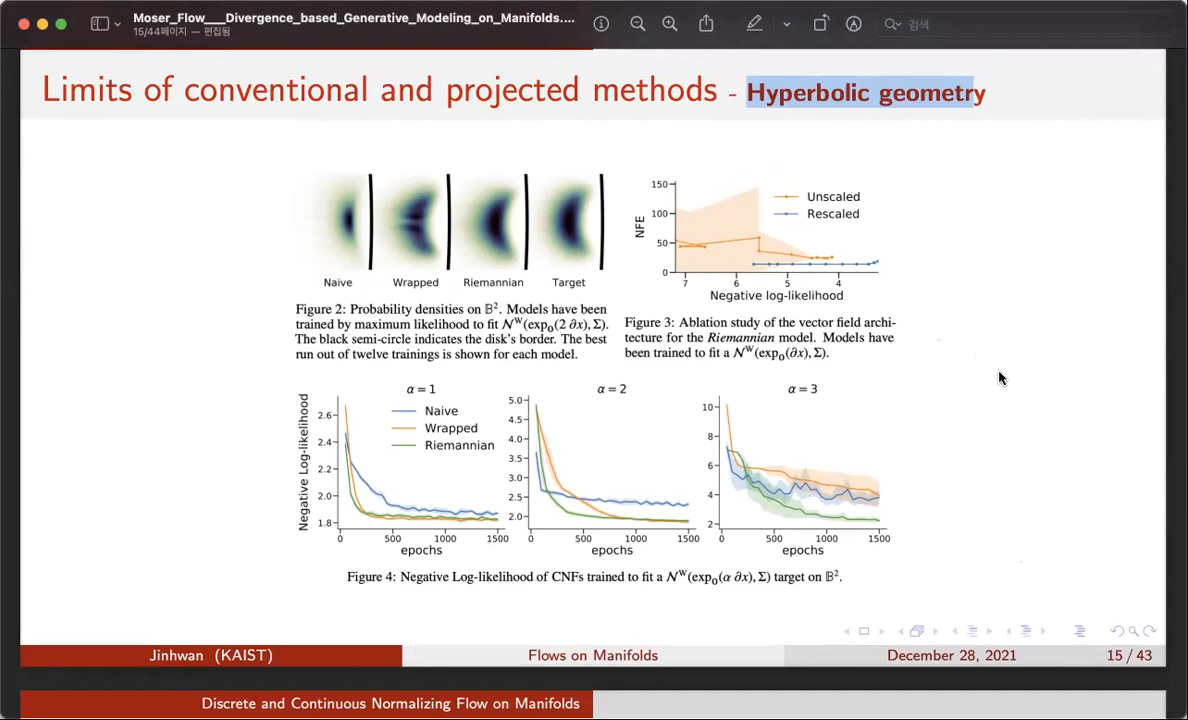 Moser_Flow___Divergence_based_Generative_Modeling_on_Manifolds....
15/44페이지 — 편집됨
검색
Limits of conventional and projected methods - Hyperbolic geometry
Naive Wrapped Riemannian Target
Figure 2: Probability densities on 𝔹². Models have been
trained by maximum likelihood to fit 𝒩ᵂ(exp₀(2 ∂x), Σ).
The black semi-circle indicates the disk's border. The best
run out of twelve trainings is shown for each model.
150
100
50
0
NFE
Unscaled
Rescaled
7 6 5 4
Negative log-likelihood
Figure 3: Ablation study of the vector field archi-
tecture for the Riemannian model. Models have
been trained to fit a 𝒩ᵂ(exp₀(∂x), Σ).
α = 1
Negative Log-likelihood
2.6
2.4
2.2
2.0
1.8
Naive
Wrapped
Riemannian
0 500 1000 1500
epochs
α = 2
5.0
4.5
4.0
3.5
3.0
2.5
2.0
0 500 1000 1500
epochs
α = 3
10
8
6
4
2
0 500 1000 1500
epochs
Figure 4: Negative Log-likelihood of CNFs trained to fit a 𝒩ᵂ(exp₀(α ∂x), Σ) target on 𝔹².
Jinhwan (KAIST) Flows on Manifolds December 28, 2021 15 / 43
Discrete and Continuous Normalizing Flow on Manifolds